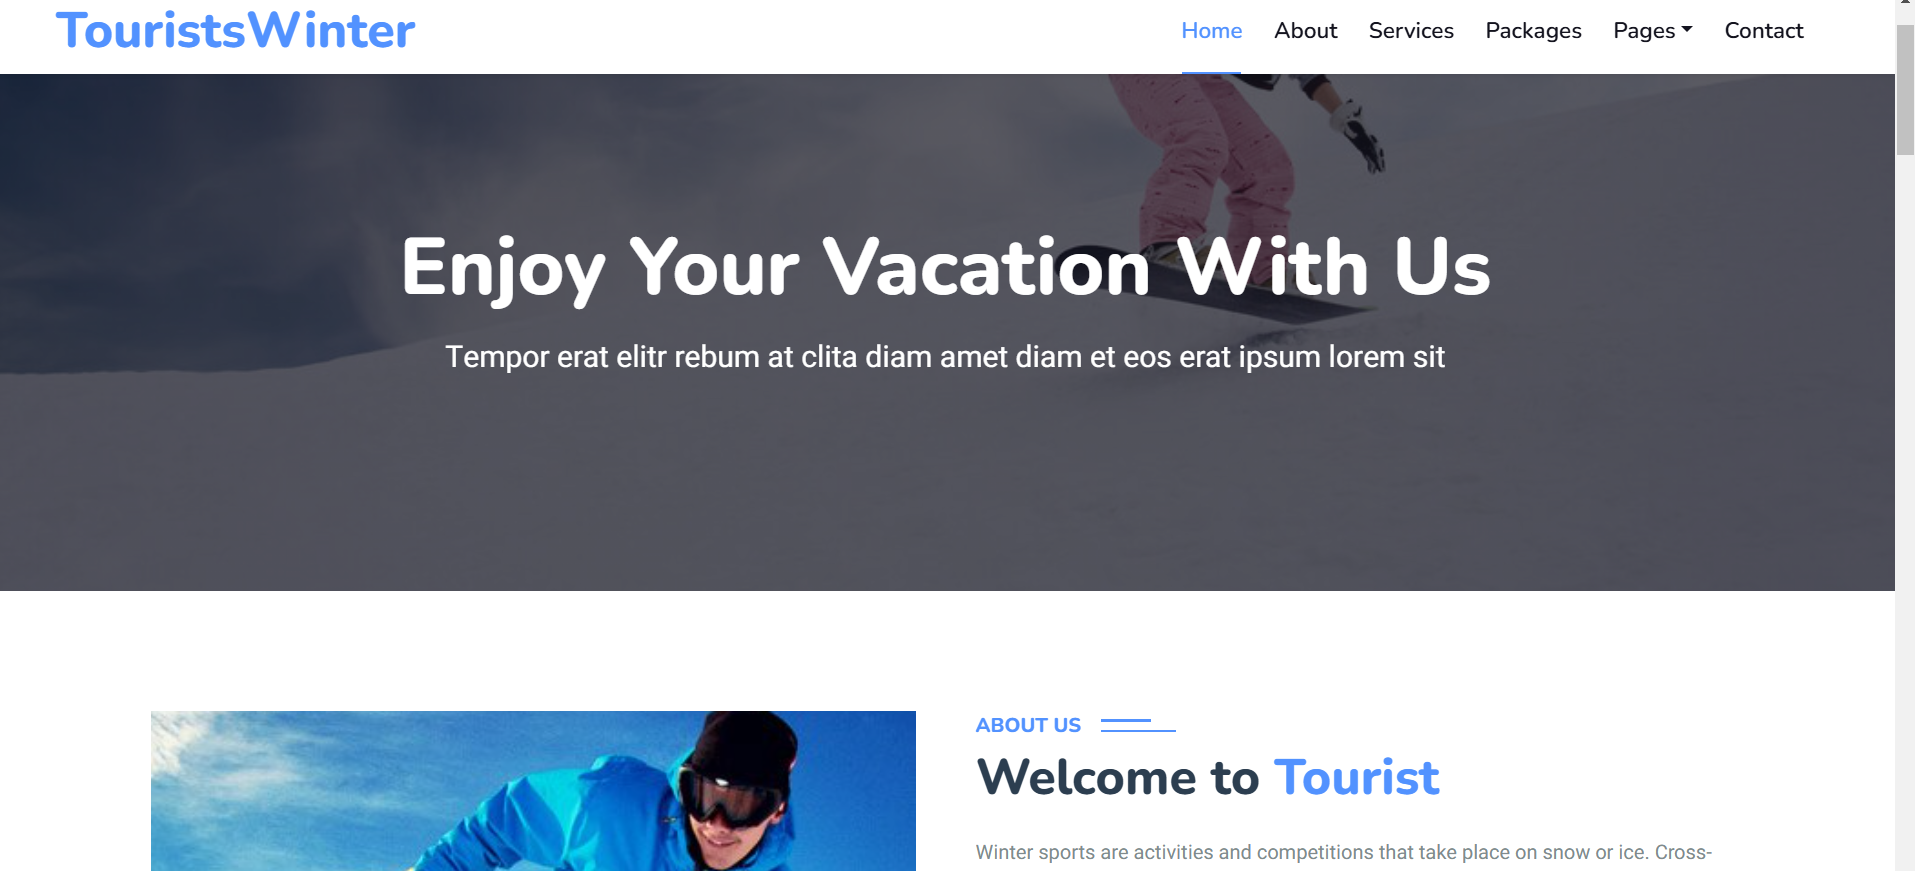 TouristsWinter
Home About Services Packages Pages Contact
Enjoy Your Vacation With Us
Tempor erat elitr rebum at clita diam amet diam et eos erat ipsum lorem sit
ABOUT US
Welcome to Tourist
Winter sports are activities and competitions that take place on snow or ice. Cross-